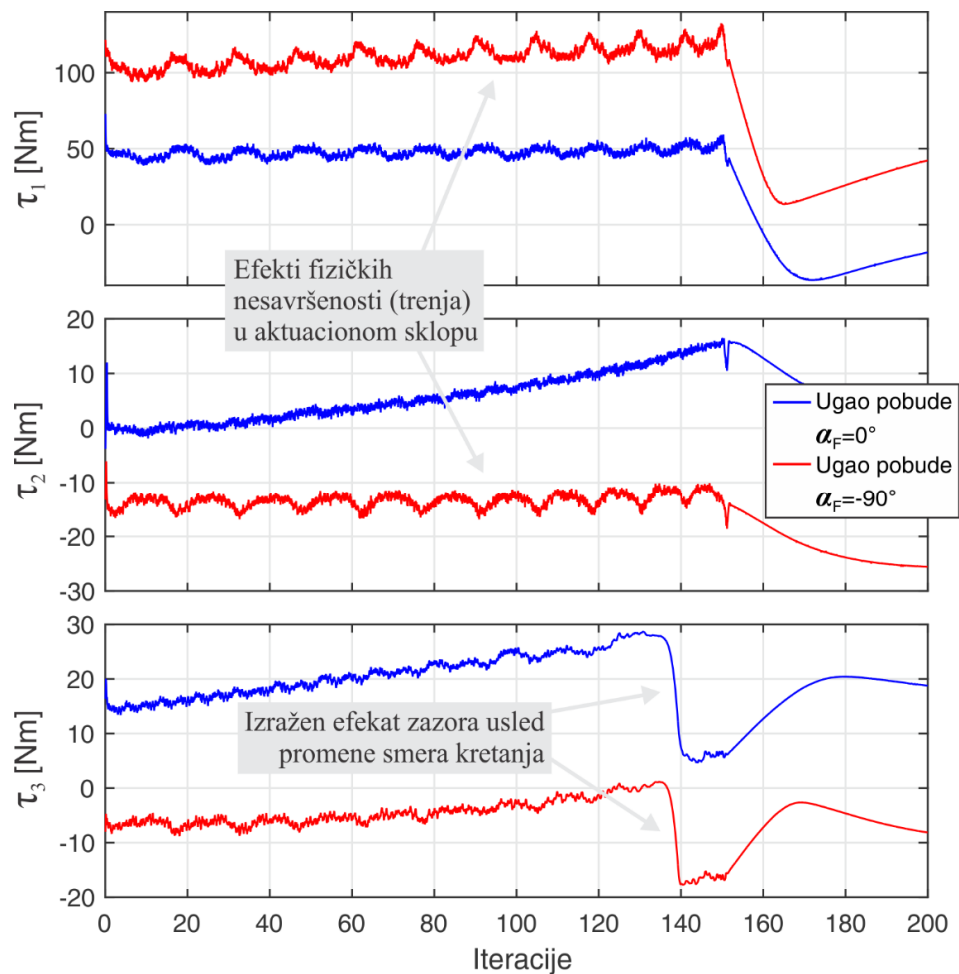 τ1 [Nm]
100
50
0
Efekti fizičkih
nesavršenosti (trenja)
u aktuacionom sklopu
τ2 [Nm]
20
10
0
-10
-20
30
Ugao pobude
αF=0°
Ugao pobude
αF=-90°
τ3 [Nm]
30
20
10
0
-10
-20
Izražen efekat zazora usled
promene smera kretanja
0 20 40 60 80 100 120 140 160 180 200
Iteracije